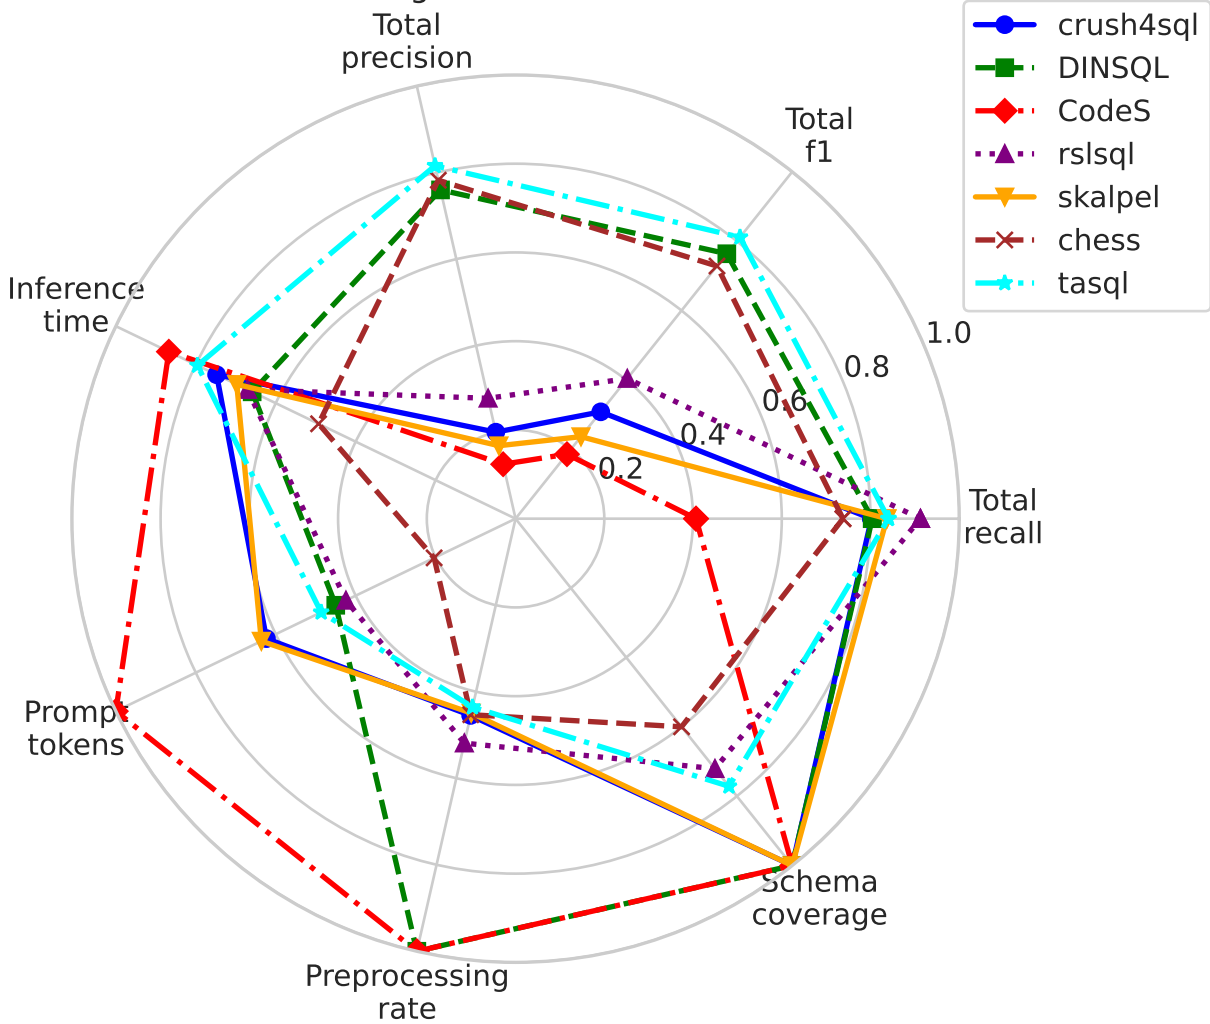 Total
precision
Total
f1
crush4sql
DINSQL
CodeS
rslsql
skalpel
chess
tasql
Inference
time
1.0
0.8
0.6
0.4
0.2
Total
recall
Prompt
tokens
Schema
coverage
Preprocessing
rate